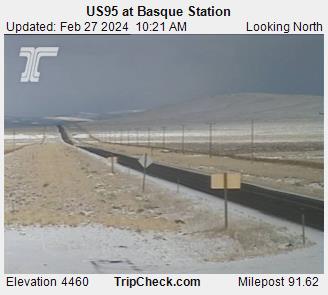 US95 at Basque Station
Updated: Feb 27 2024 10:21 AM Looking North
Elevation 4460 TripCheck.com Milepost 91.62